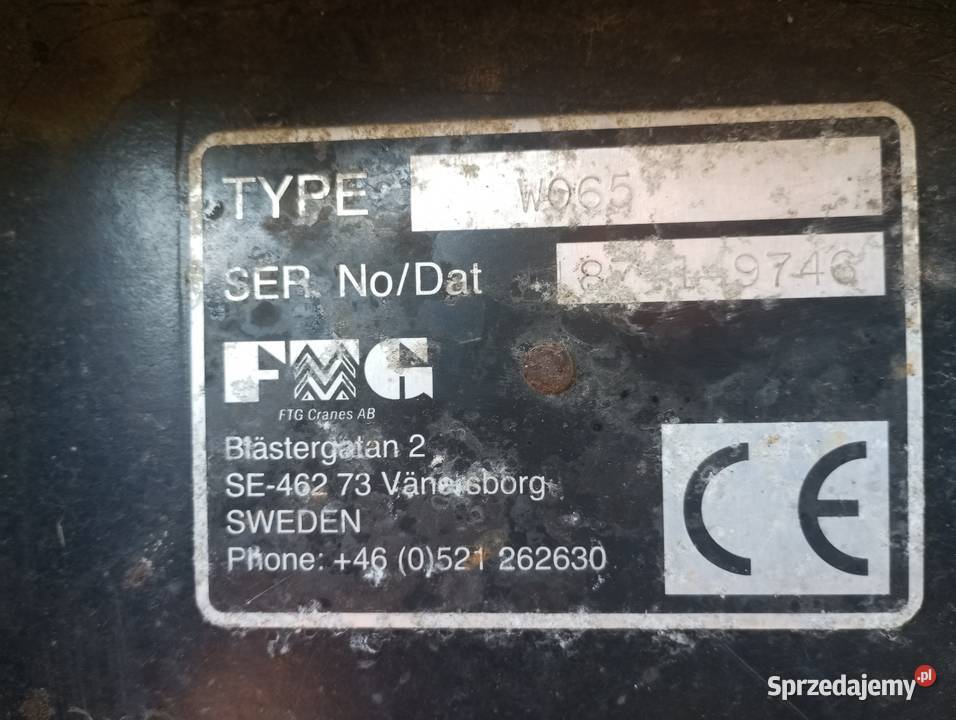 TYPE W065
SER. No/Dat 9746
FMG
FTG Cranes AB
Blästergatan 2
SE-462 73 Vänersborg
SWEDEN
Phone: +46 (0)521 262630
CE
Sprzedajemy.pl